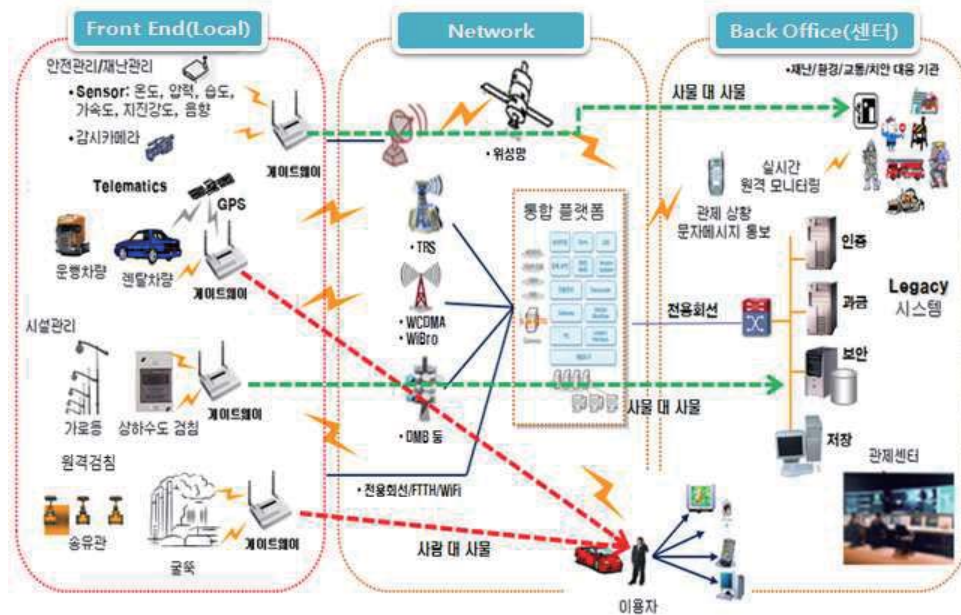 Front End(Local)
안전관리/재난관리
• Sensor: 온도, 압력, 습도,
가속도, 지진강도, 음향
• 감시카메라
게이트웨이
Telematics
GPS
운행차량
렌탈차량
게이트웨이
시설관리
가로등
상하수도 검침
게이트웨이
원격검침
송유관
굴뚝
게이트웨이
Network
• 위성망
• TRS
• WCDMA
• WiBro
• DMB 등
• 전용회선/FTTH/WiFi
통합 플랫폼
사물 대 사물
사물 대 사물
사람 대 사물
전용회선
이용자
Back Office(센터)
•재난/환경/교통/치안 대응 기관
실시간
원격 모니터링
관제 상황
문자메시지 통보
인증
과금
보안
저장
Legacy
시스템
관제센터